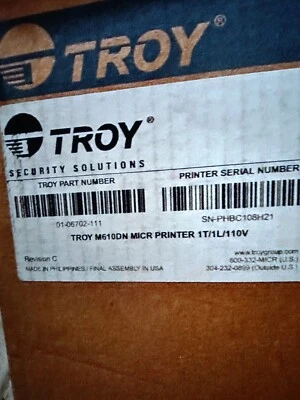 TROY®
TROY®
SECURITY SOLUTIONS
TROY PART NUMBER
PRINTER SERIAL NUMBER
01-06702-111
SN-PHBC108H21
TROY M610DN MICR PRINTER 1T/1L/110V
Revision C
www.troygroup.com
MADE IN PHILIPPINES / FINAL ASSEMBLY IN USA
800-332-MICR (U.S.)
304-232-0899 (Outside U.S.)